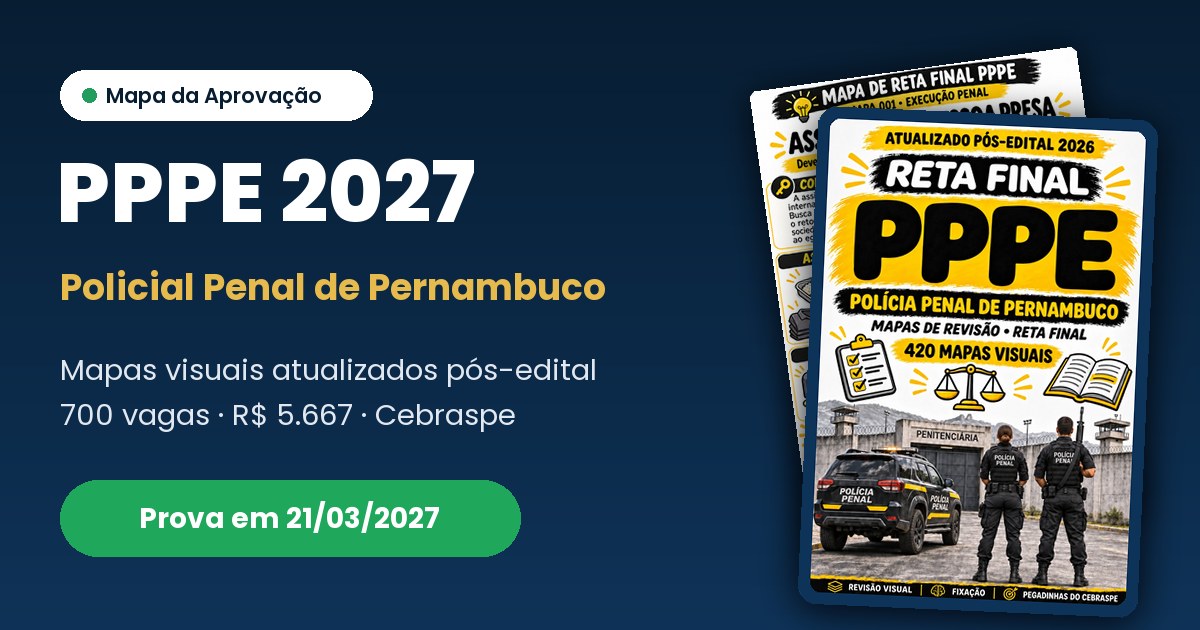 Mapa da Aprovação
PPPE 2027
Policial Penal de Pernambuco
Mapas visuais atualizados pós-edital
700 vagas · R$ 5.667 · Cebraspe
Prova em 21/03/2027
MAPA DE RETA FINAL PPPE
001 • EXECUÇÃO PENAL
PRESA
ATUALIZADO PÓS-EDITAL 2026
RETA FINAL
PPPE
POLÍCIA PENAL DE PERNAMBUCO
MAPAS DE REVISÃO • RETA FINAL
420 MAPAS VISUAIS
PENITENCIÁRIA
POLÍCIA PENAL
POLÍCIA PENAL
POLÍCIA PENAL
POLÍCIA PENAL
REVISÃO VISUAL | FIXAÇÃO | PEGADINHAS DO CEBRASPE